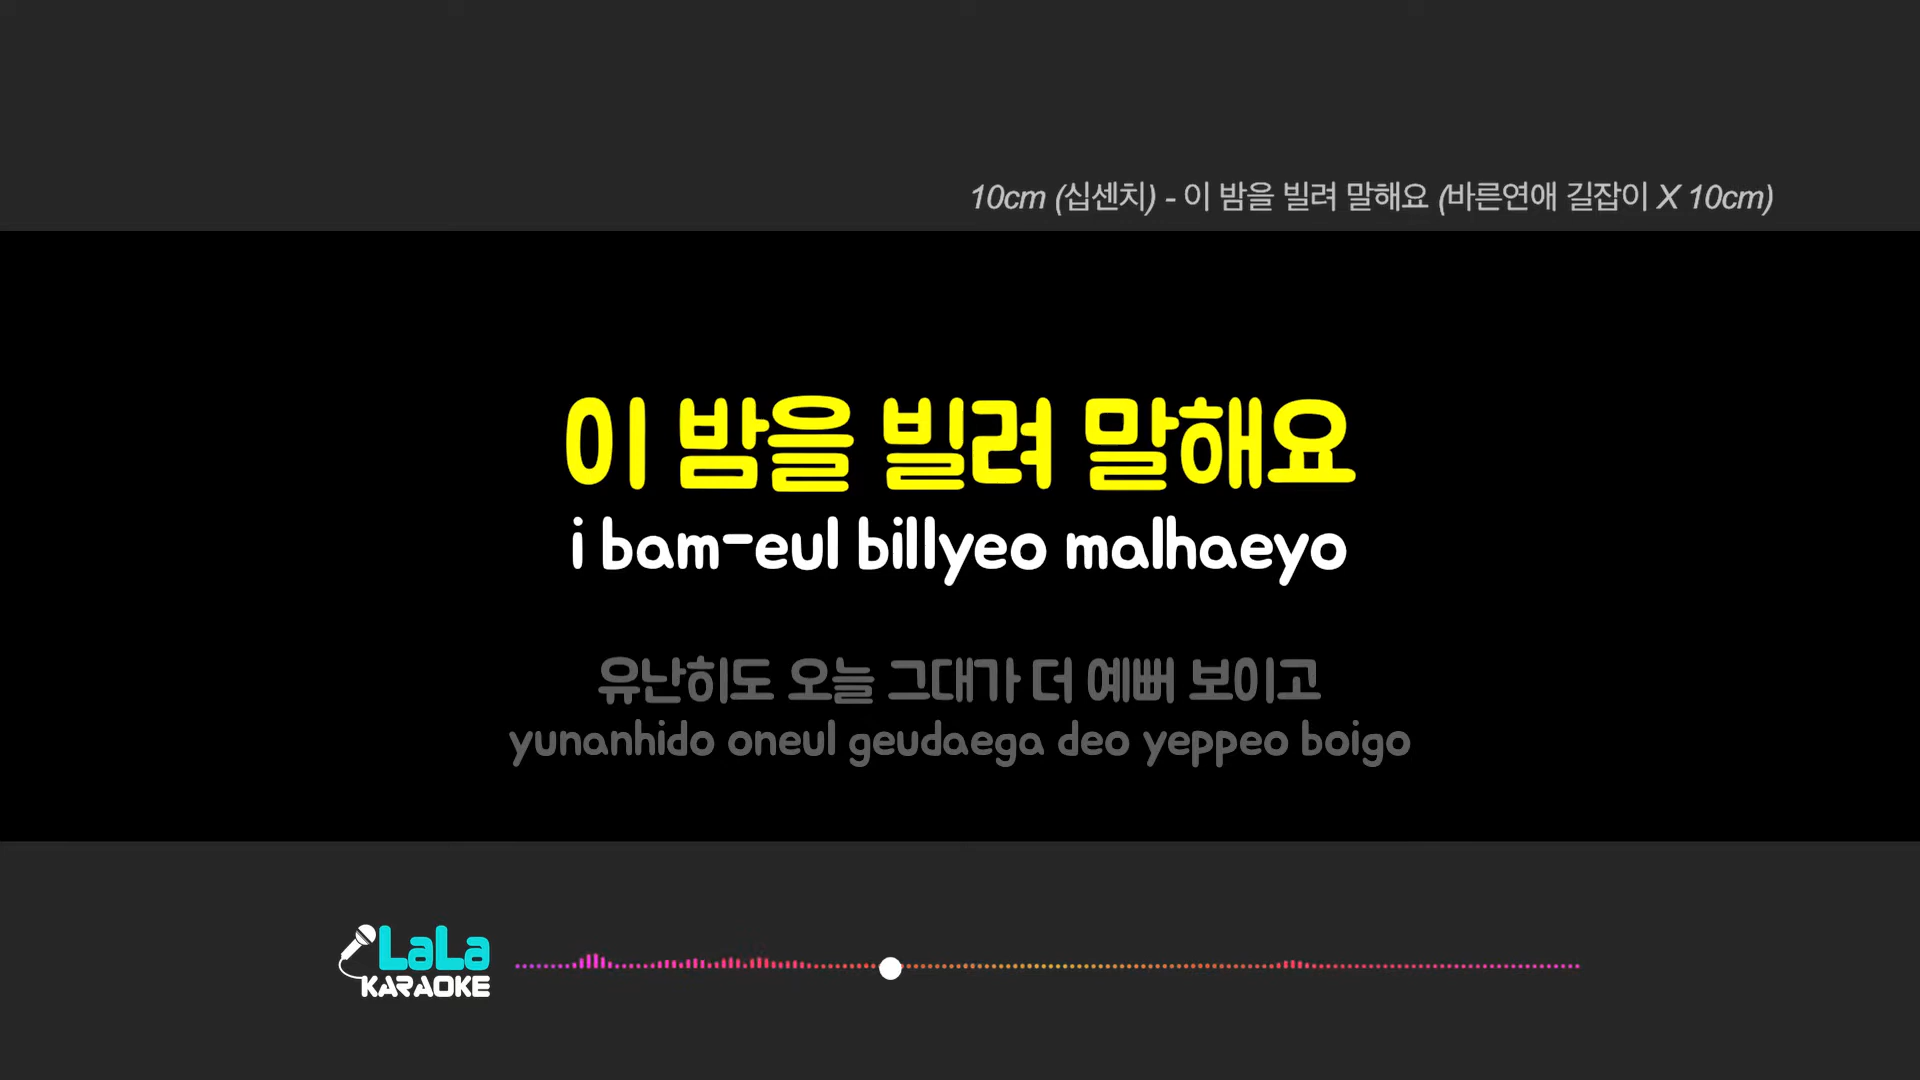 10cm (십센치) - 이 밤을 빌려 말해요 (바른연애 길잡이 X 10cm)
이 밤을 빌려 말해요
i bam-eul billyeo malhaeyo
유난히도 오늘 그대가 더 예뻐 보이고
yunanhido oneul geudaega deo yeppeo boigo
LaLa
KARAOKE